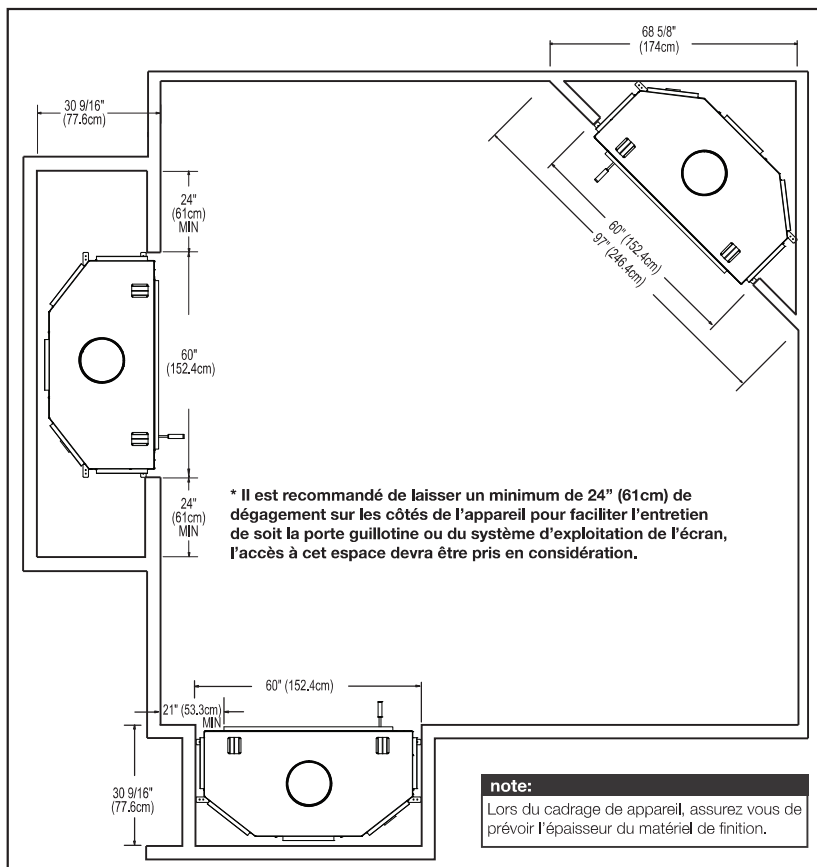 68 5/8"
(174cm)
30 9/16"
(77.6cm)
24"
(61cm)
MIN
60" (152.4cm)
97" (246.4cm)
60"
(152.4cm)
24"
(61cm)
MIN
* Il est recommandé de laisser un minimum de 24” (61cm) de
dégagement sur les côtés de l’appareil pour faciliter l’entretien
de soit la porte guillotine ou du système d’exploitation de l’écran,
l’accès à cet espace devra être pris en considération.
60" (152.4cm)
21" (53.3cm)
MIN
30 9/16"
(77.6cm)
note:
Lors du cadrage de appareil, assurez vous de
prévoir l’épaisseur du matériel de finition.